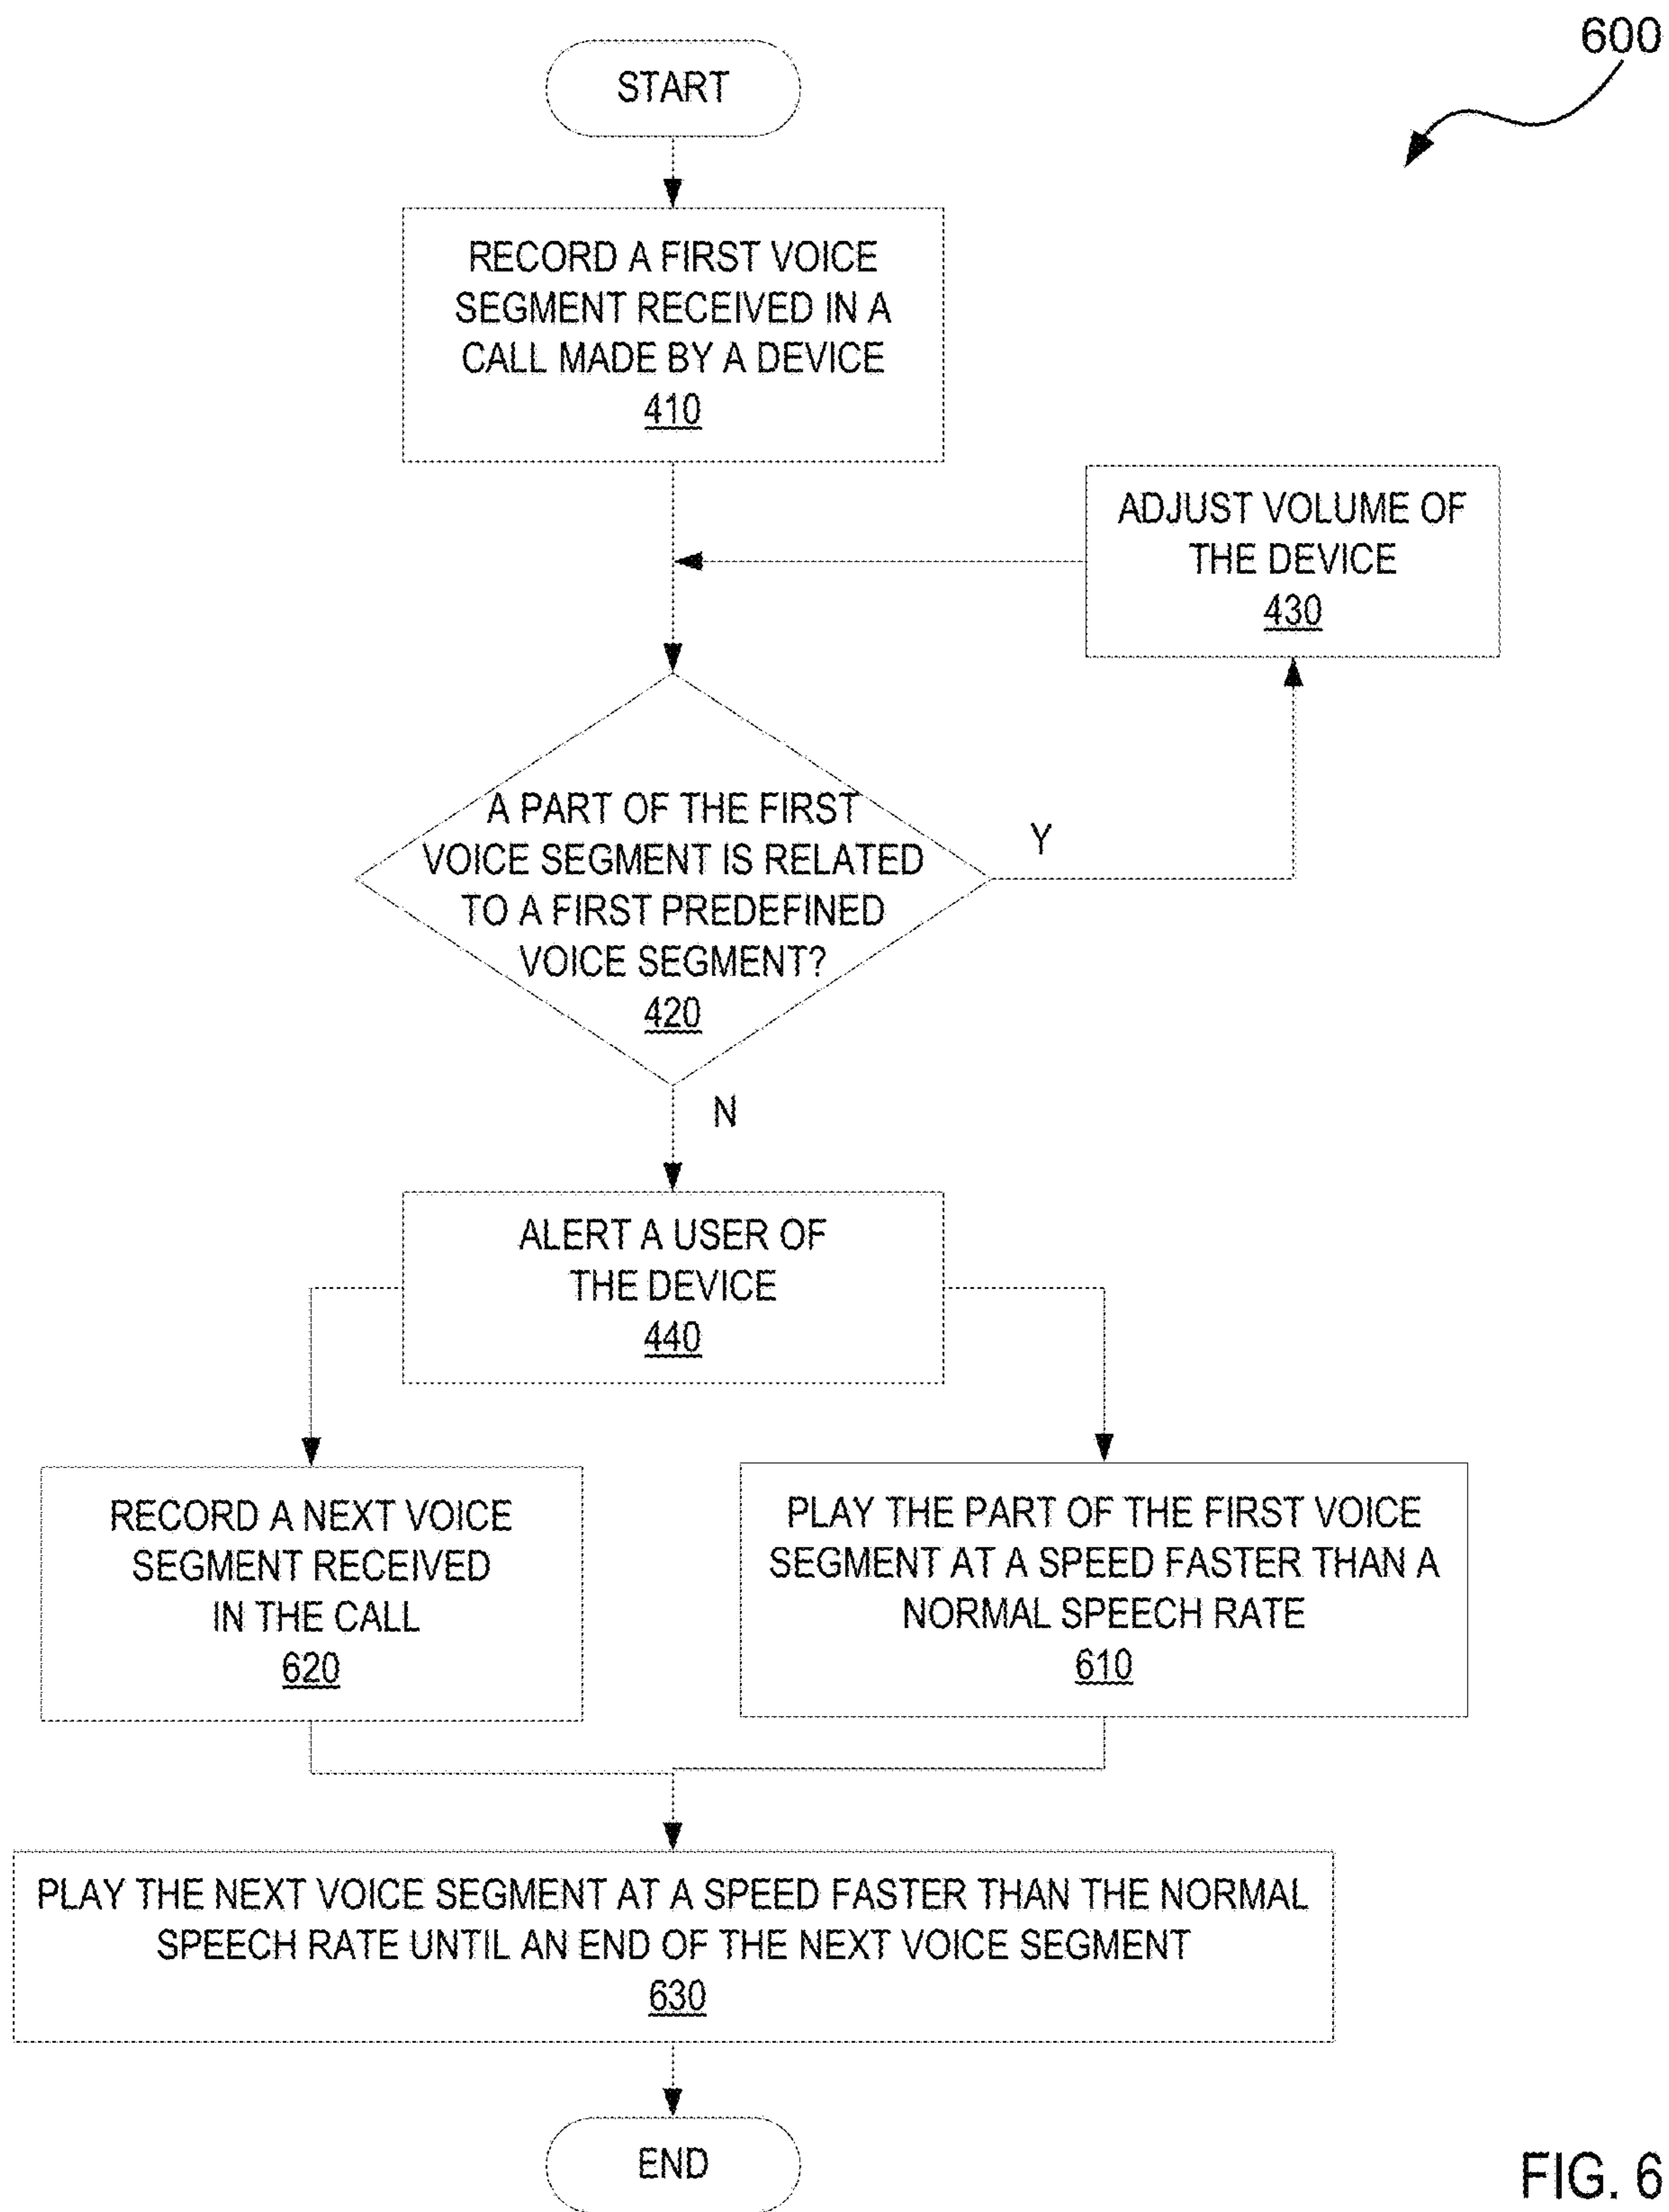 600
START
RECORD A FIRST VOICE
SEGMENT RECEIVED IN A
CALL MADE BY A DEVICE
410
ADJUST VOLUME OF
THE DEVICE
430
A PART OF THE FIRST
VOICE SEGMENT IS RELATED
TO A FIRST PREDEFINED
VOICE SEGMENT?
420
Y
N
ALERT A USER OF
THE DEVICE
440
RECORD A NEXT VOICE
SEGMENT RECEIVED
IN THE CALL
620
PLAY THE PART OF THE FIRST VOICE
SEGMENT AT A SPEED FASTER THAN A
NORMAL SPEECH RATE
610
PLAY THE NEXT VOICE SEGMENT AT A SPEED FASTER THAN THE NORMAL
SPEECH RATE UNTIL AN END OF THE NEXT VOICE SEGMENT
630
END
FIG. 6